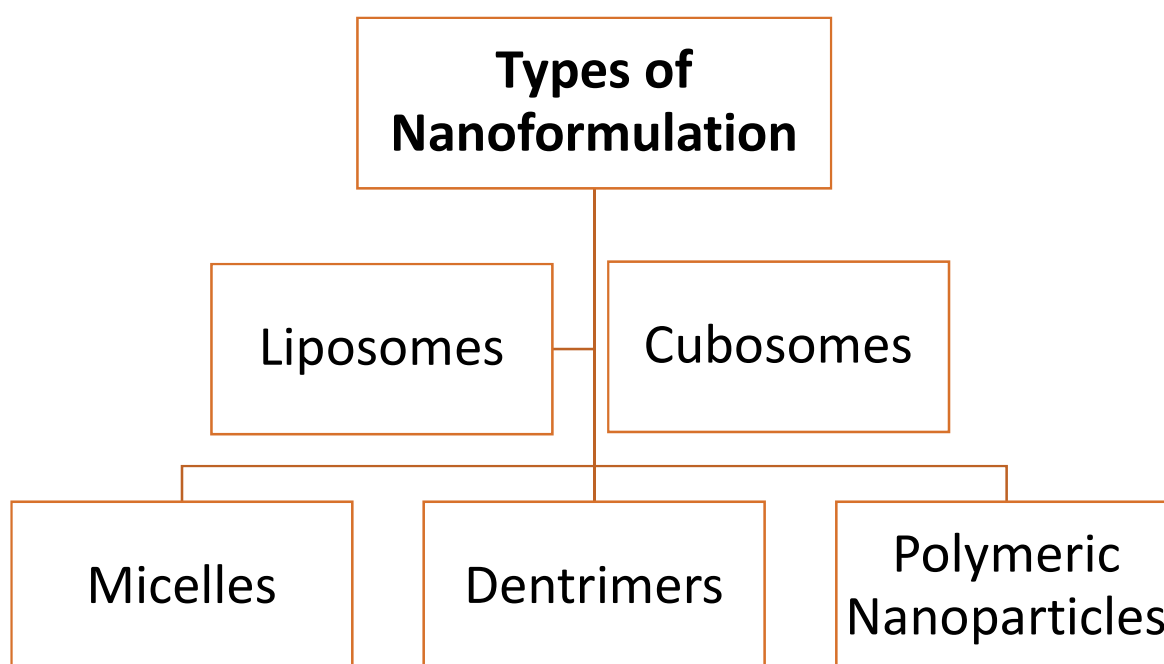 Types of
Nanoformulation
Liposomes
Cubosomes
Micelles
Dentrimers
Polymeric
Nanoparticles